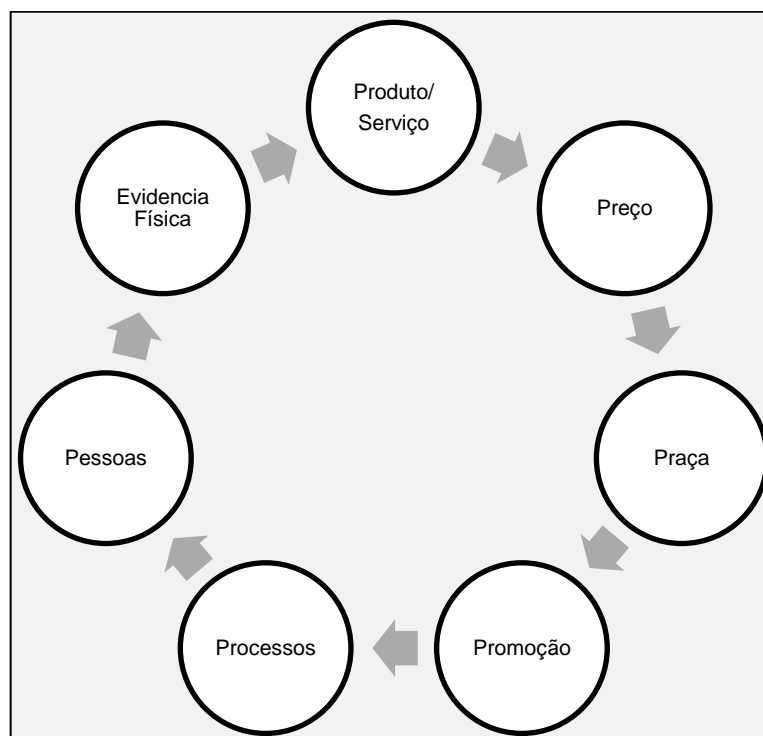 Produto/
Serviço
Preço
Praça
Promoção
Processos
Pessoas
Evidencia
Física